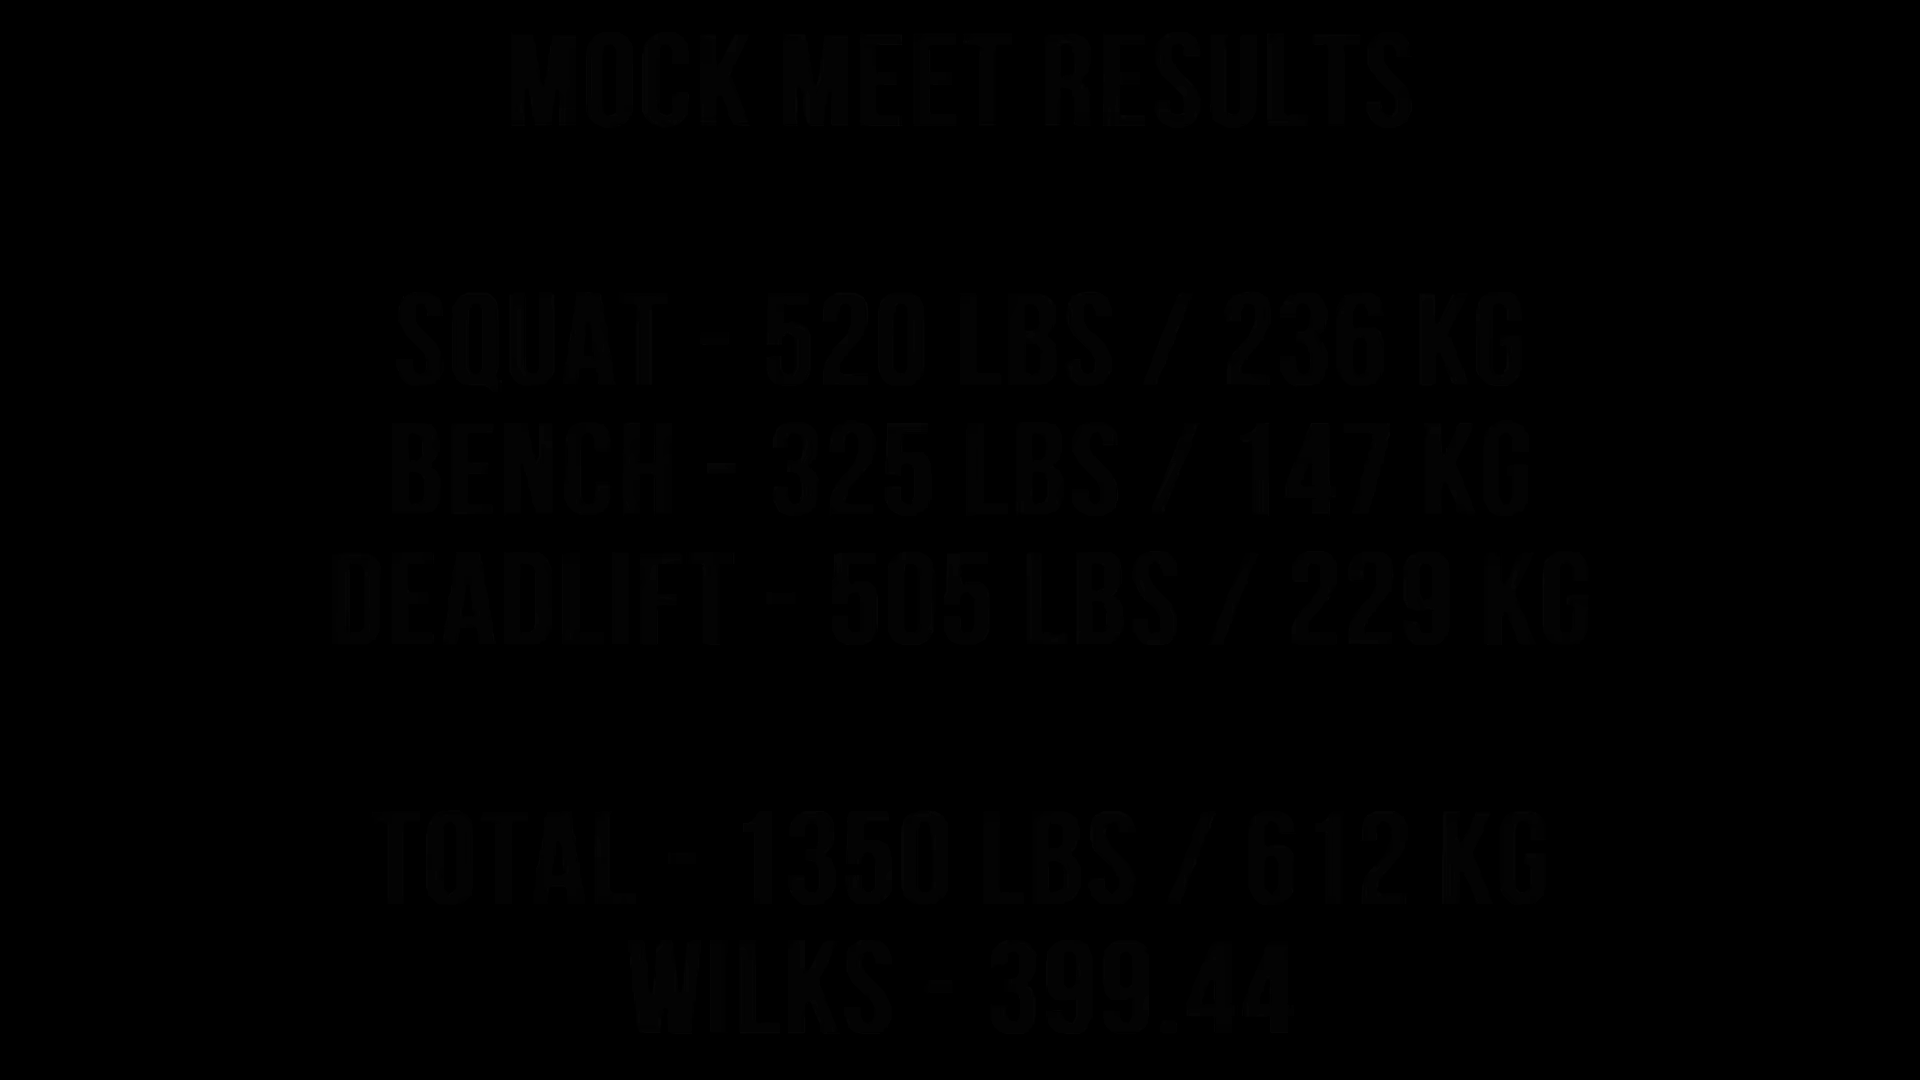 MOCK MEET RESULTS
SQUAT - 520 LBS / 236 KG
BENCH - 325 LBS / 147 KG
DEADLIFT - 505 LBS / 229 KG
TOTAL - 1350 LBS / 612 KG
WILKS - 399.44